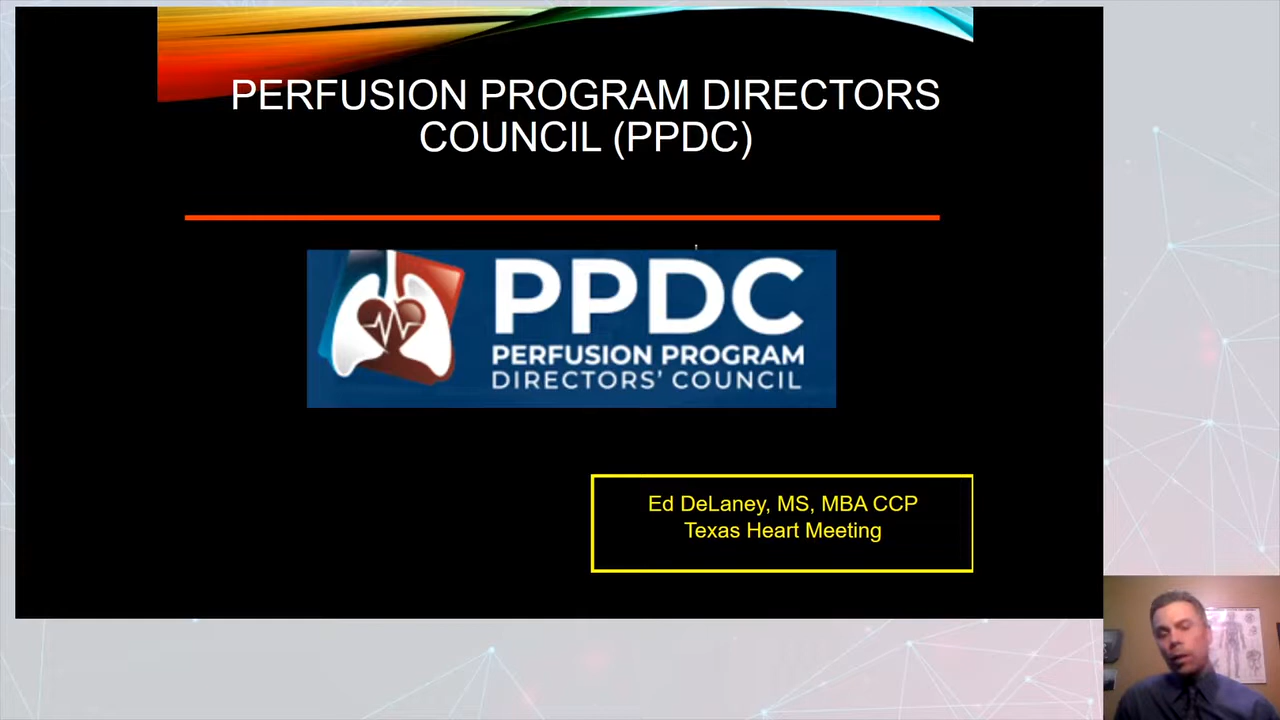 PERFUSION PROGRAM DIRECTORS
COUNCIL (PPDC)
PPDC
PERFUSION PROGRAM
DIRECTORS' COUNCIL
Ed DeLaney, MS, MBA CCP
Texas Heart Meeting